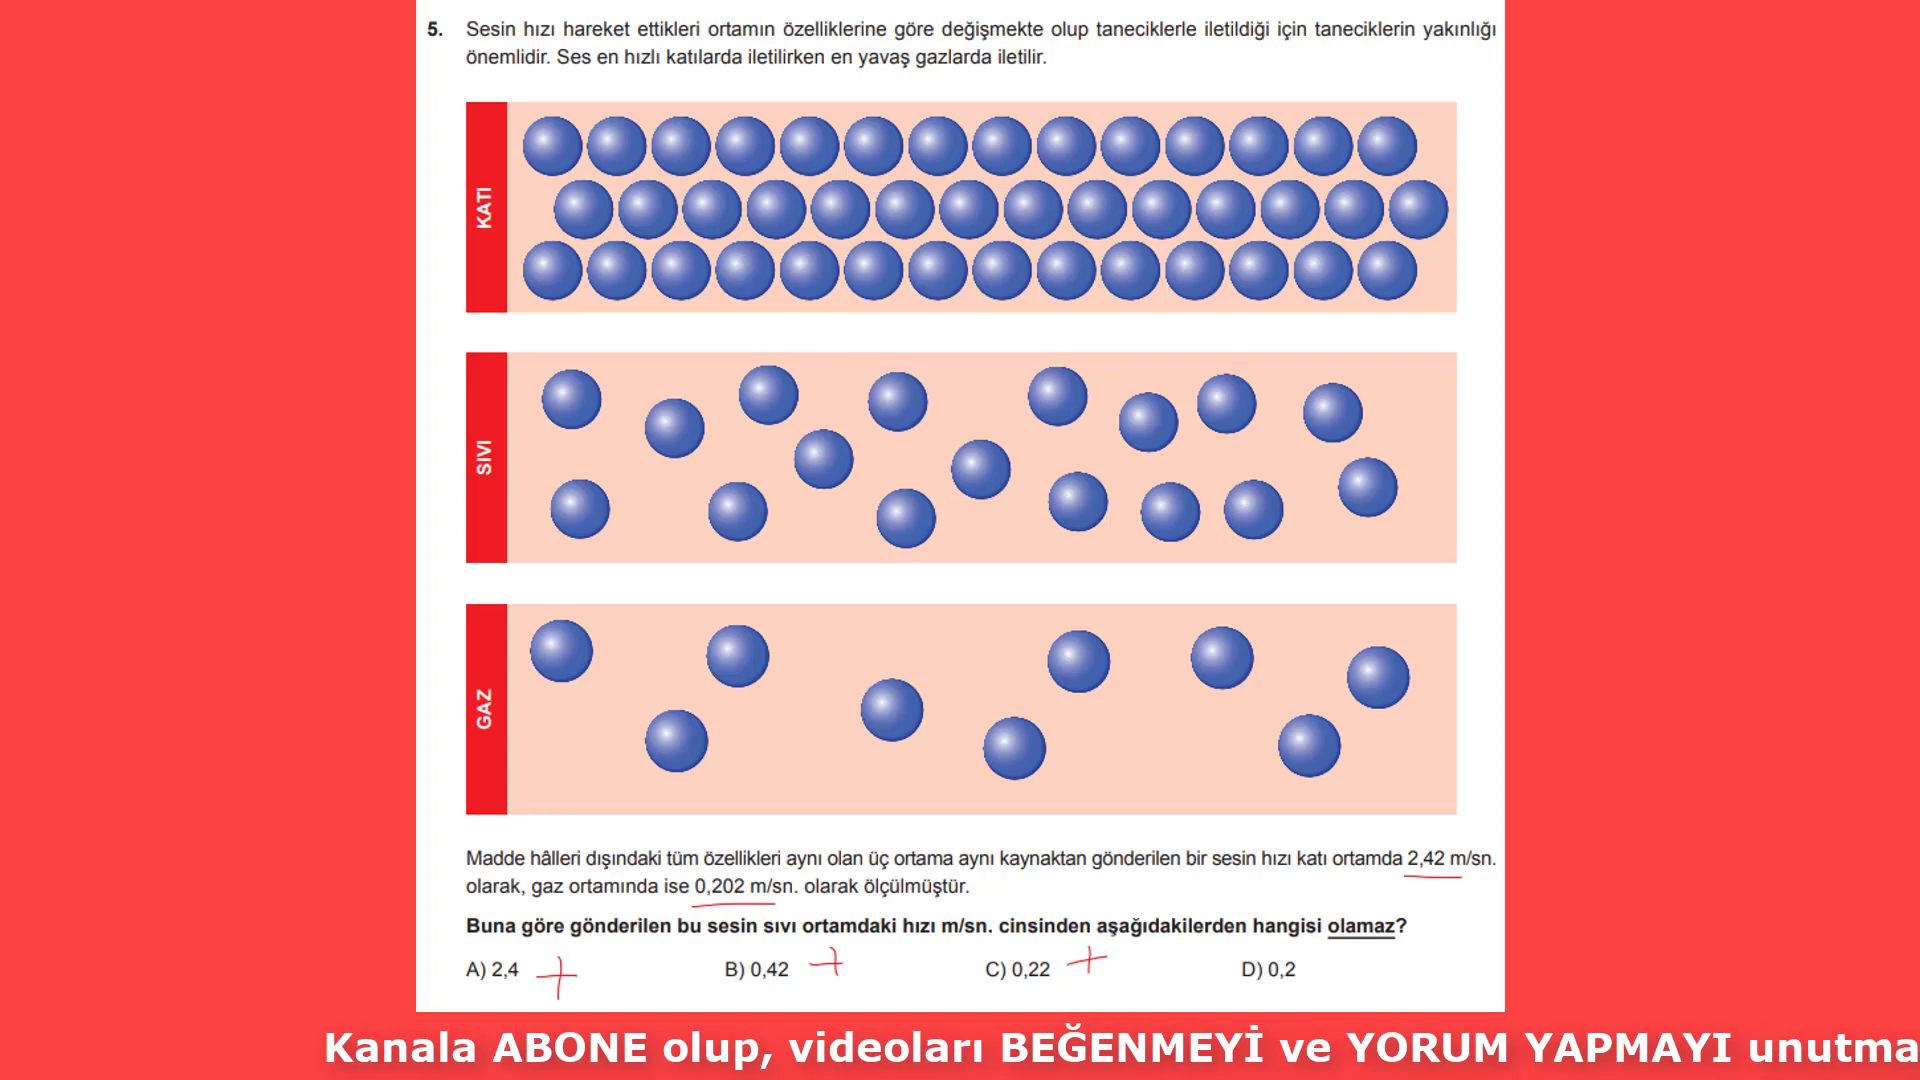 5. Sesin hızı hareket ettikleri ortamın özelliklerine göre değişmekte olup taneciklerle iletildiği için taneciklerin yakınlığı
önemlidir. Ses en hızlı katılarda iletilirken en yavaş gazlarda iletilir.
KATI
SIVI
GAZ
Madde hâlleri dışındaki tüm özellikleri aynı olan üç ortama aynı kaynaktan gönderilen bir sesin hızı katı ortamda 2,42 m/sn.
olarak, gaz ortamında ise 0,202 m/sn. olarak ölçülmüştür.
Buna göre gönderilen bu sesin sıvı ortamdaki hızı m/sn. cinsinden aşağıdakilerden hangisi olamaz?
A) 2,4 B) 0,42 C) 0,22 D) 0,2
Kanala ABONE olup, videoları BEĞENMEYİ ve YORUM YAPMAYI unutma